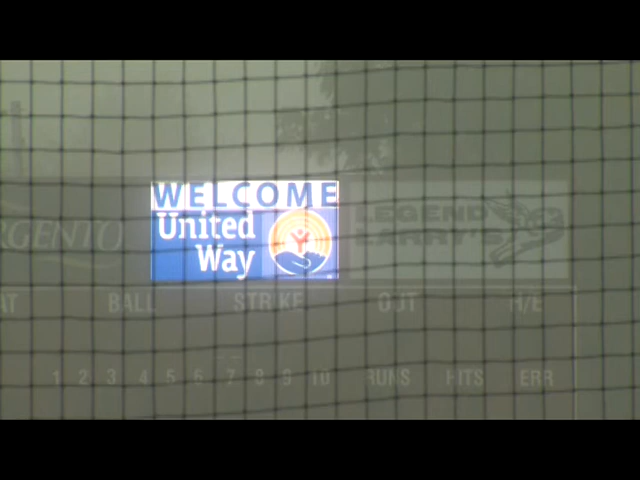 WELCOME
United
Way
LEGEND
LARRY'S
BALL STRIKE OUT H/E
1 2 3 4 5 6 7 8 9 10 RUNS HITS ERR